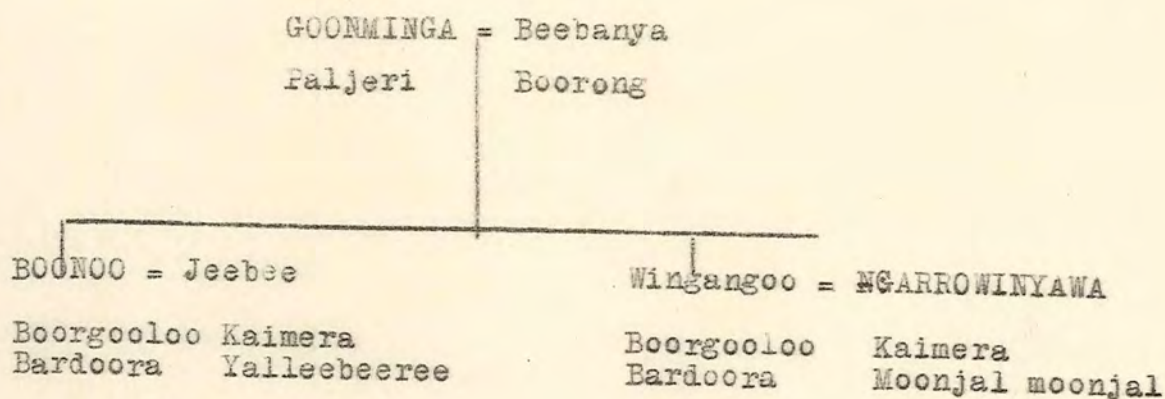 GOONMINGA = Beebanya
Paljeri Boorong
BOONOO = Jeebee
Boorgooloo Kaimera
Bardoora Yalleebeeree
Wingangoo = NGARROWINYAWA
Boorgooloo Kaimera
Bardoora Moonjal moonjal